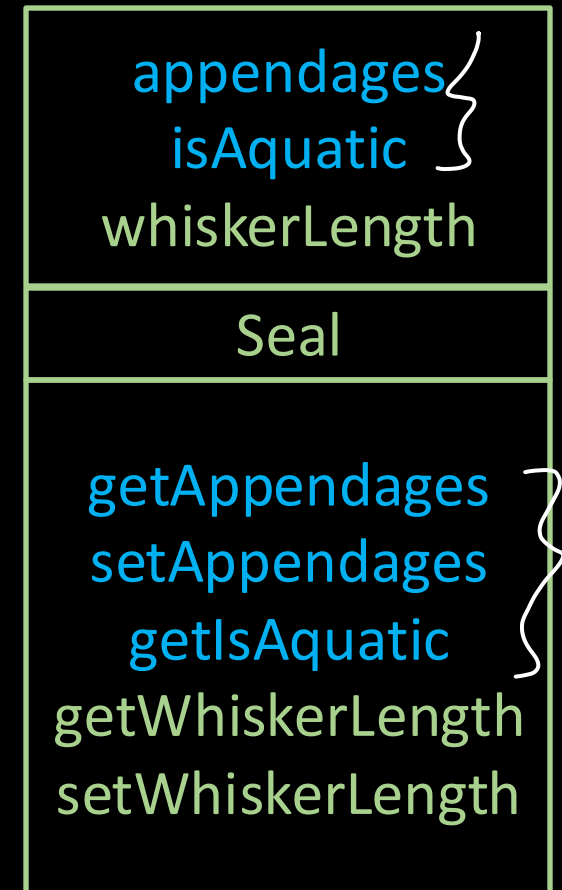 appendages
isAquatic
whiskerLength
Seal
getAppendages
setAppendages
getIsAquatic
getWhiskerLength
setWhiskerLength